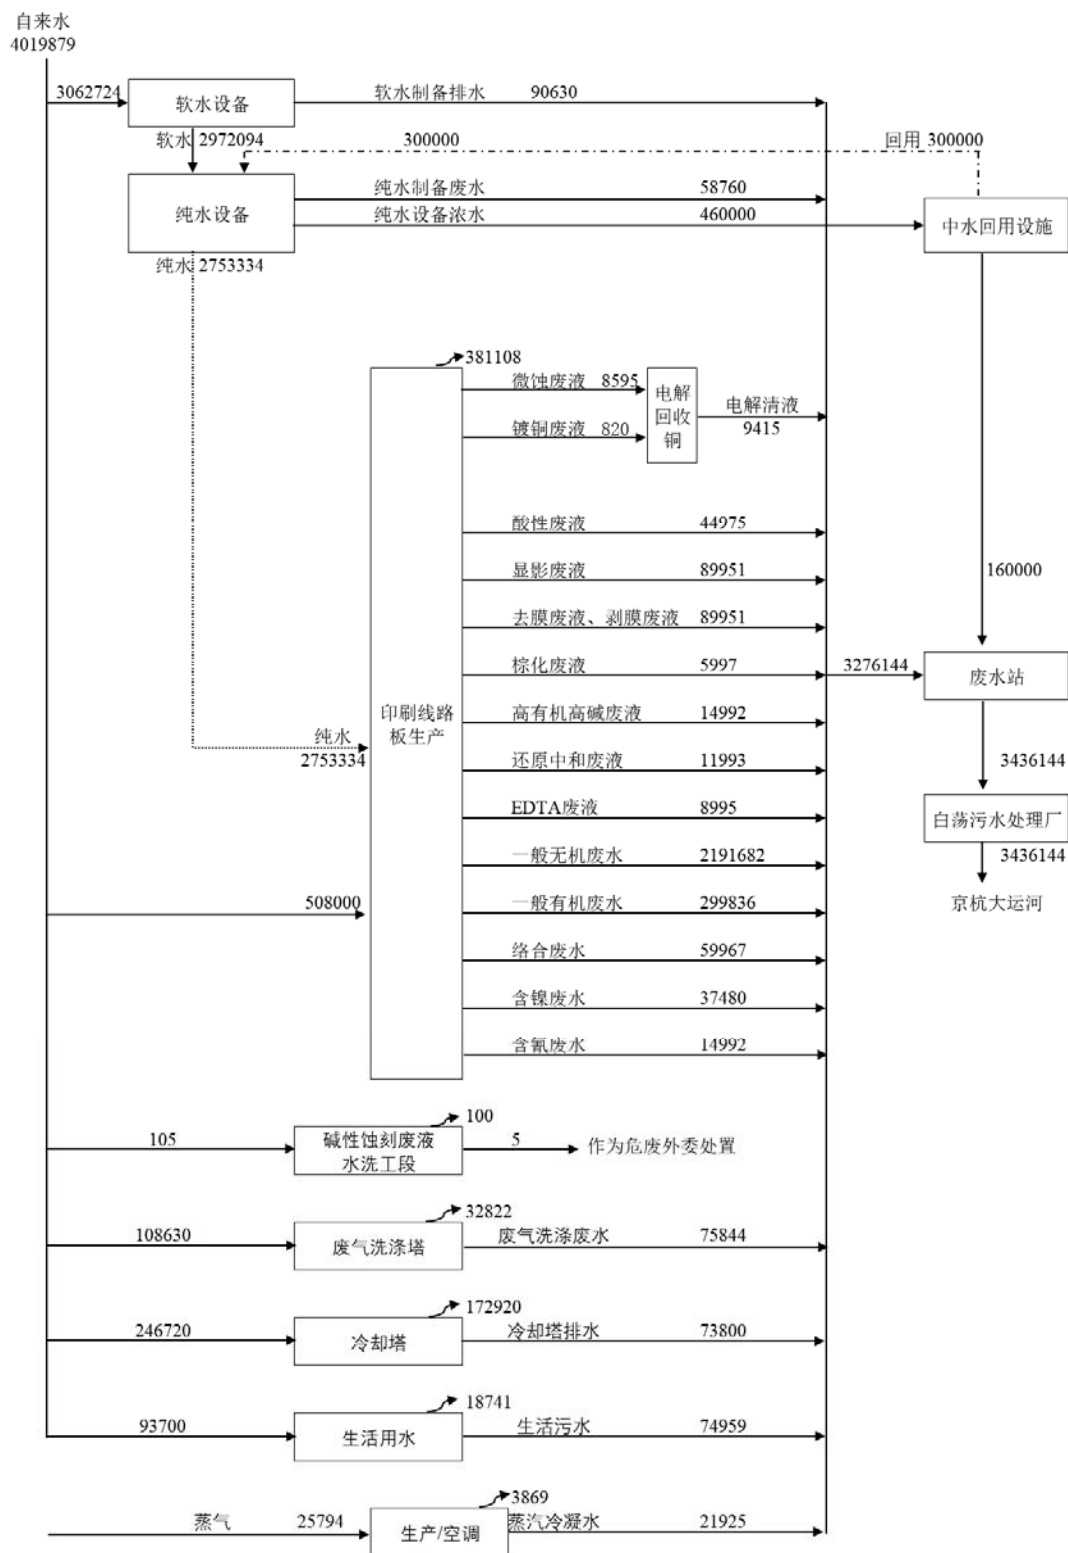 自来水
4019879
3062724
软水设备
软水制备排水 90630
软水 2972094
300000
回用 300000
纯水设备
纯水制备废水 58760
纯水设备浓水 460000
中水回用设施
纯水 2753334
381108
微蚀废液 8595
镀铜废液 820
电解
回收
铜
电解清液
9415
酸性废液 44975
显影废液 89951
160000
去膜废液、剥膜废液 89951
棕化废液 5997
3276144
废水站
印刷线路
板生产
高有机高碱废液 14992
纯水
2753334
还原中和废液 11993
3436144
EDTA废液 8995
白荡污水处理厂
一般无机废水 2191682
3436144
508000
一般有机废水 299836
京杭大运河
络合废水 59967
含镍废水 37480
含氰废水 14992
100
105
碱性蚀刻废液
水洗工段
5
作为危废外委处置
32822
108630
废气洗涤塔
废气洗涤废水 75844
172920
246720
冷却塔
冷却塔排水 73800
18741
93700
生活用水
生活污水 74959
3869
蒸气 25794
生产/空调
蒸汽冷凝水 21925